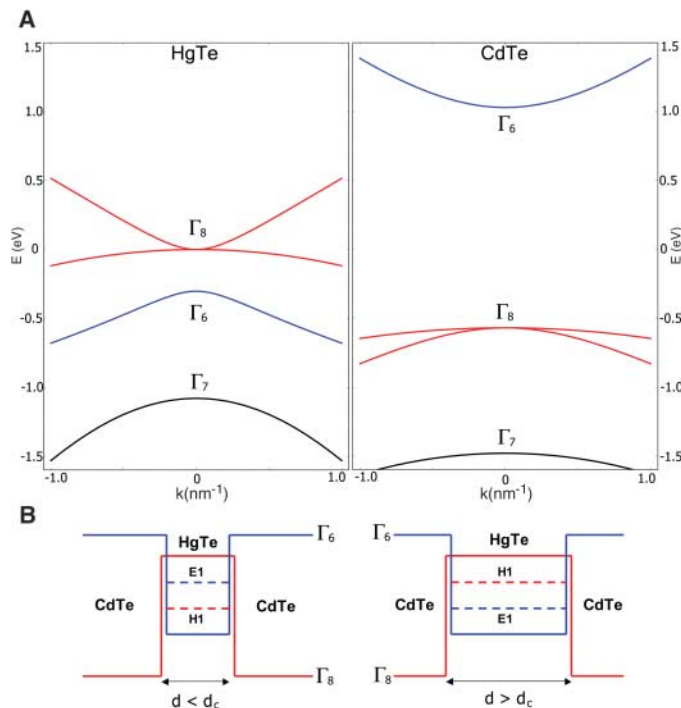 A
HgTe
CdTe
1.5
1.0
0.5
0
-0.5
-1.0
-1.5
E (eV)
Γ8
Γ6
Γ7
-1.0 0 1.0
k(nm-1)
Γ6
Γ8
Γ7
1.5
1.0
0.5
0
-0.5
-1.0
-1.5
E (eV)
-1.0 0 1.0
k(nm-1)
B
HgTe
Γ6
E1
CdTe
CdTe
H1
Γ8
d < dc
Γ6
HgTe
H1
CdTe
CdTe
E1
Γ8
d > dc